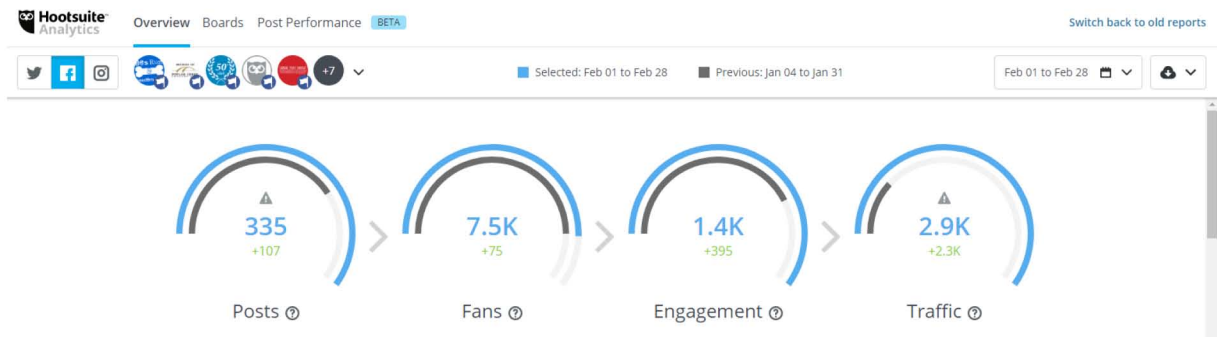 Hootsuite™
Analytics
Overview Boards Post Performance BETA
Switch back to old reports
50
+7
Selected: Feb 01 to Feb 28
Previous: Jan 04 to Jan 31
Feb 01 to Feb 28
335
+107
Posts ?
7.5K
+75
Fans ?
1.4K
+395
Engagement ?
2.9K
+2.3K
Traffic ?